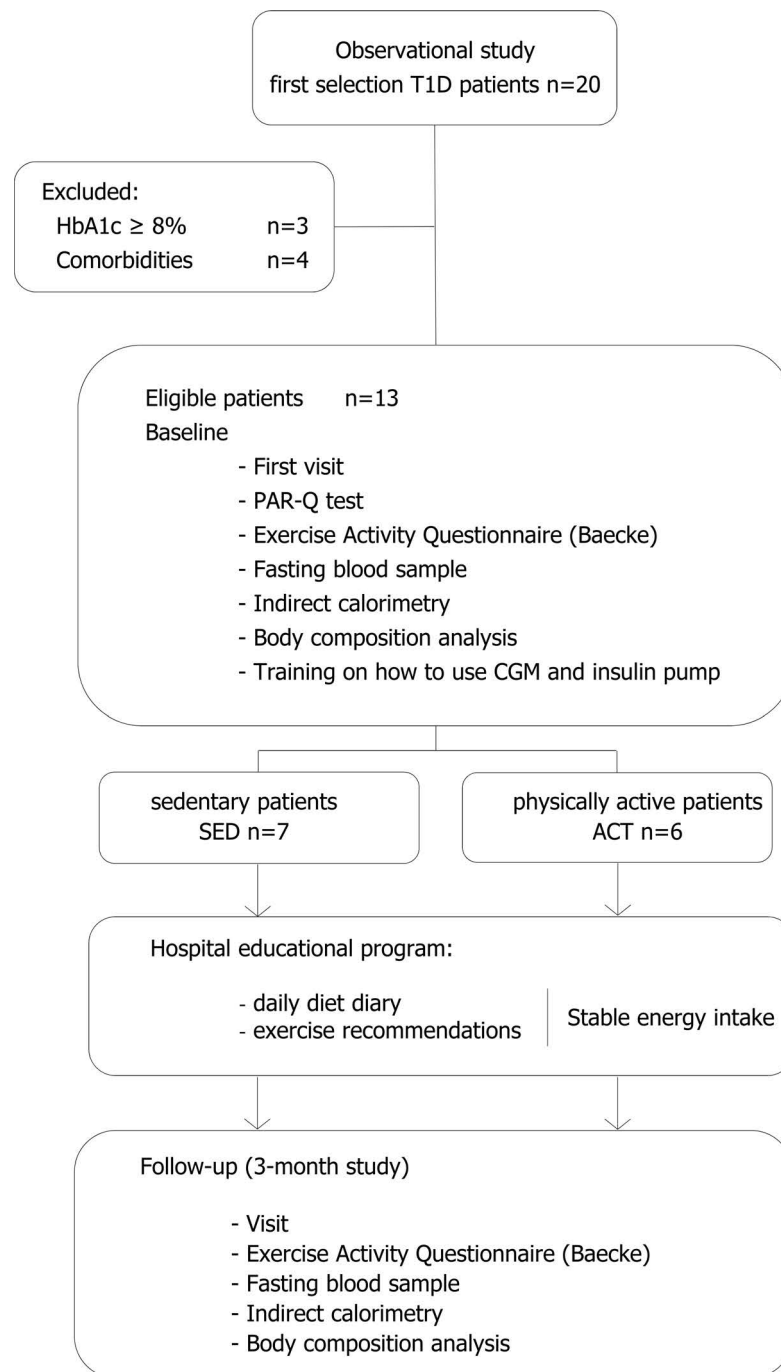 Observational study
first selection T1D patients n=20
Excluded:
HbA1c ≥ 8% n=3
Comorbidities n=4
Eligible patients n=13
Baseline
- First visit
- PAR-Q test
- Exercise Activity Questionnaire (Baecke)
- Fasting blood sample
- Indirect calorimetry
- Body composition analysis
- Training on how to use CGM and insulin pump
sedentary patients
SED n=7
physically active patients
ACT n=6
Hospital educational program:
- daily diet diary
- exercise recommendations
Stable energy intake
Follow-up (3-month study)
- Visit
- Exercise Activity Questionnaire (Baecke)
- Fasting blood sample
- Indirect calorimetry
- Body composition analysis